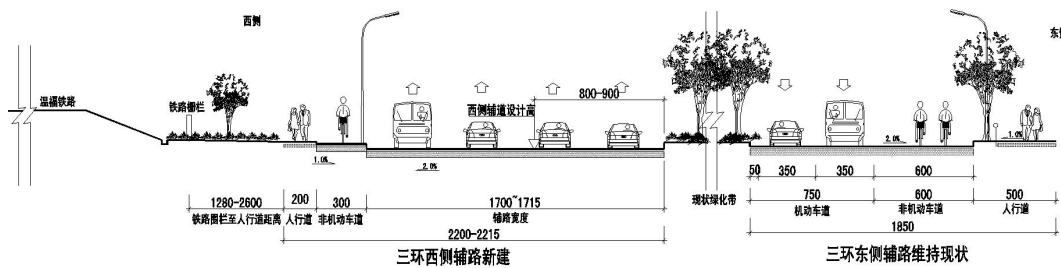 西侧
东侧
温福铁路
铁路栅栏
西侧辅道设计高
800-900
1.0%
2.0%
2.0%
1.0%
50
350
350
600
1280-2600
200
300
1700~1715
现状绿化带
750
600
500
铁路围栏至人行道距离
人行道
非机动车道
辅路宽度
机动车道
非机动车道
人行道
2200-2215
1850
三环西侧辅路新建
三环东侧辅路维持现状